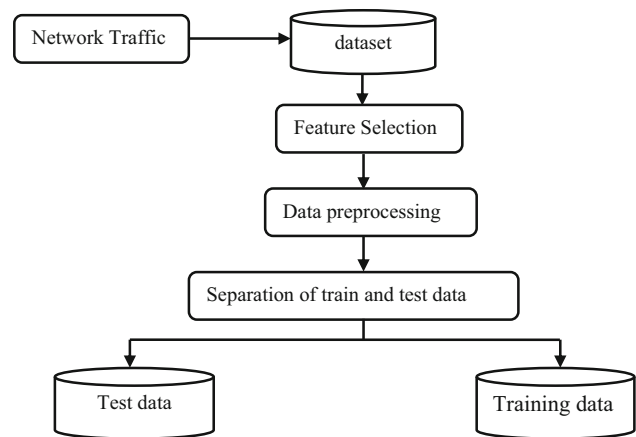 Network Traffic
dataset
Feature Selection
Data preprocessing
Separation of train and test data
Test data
Training data